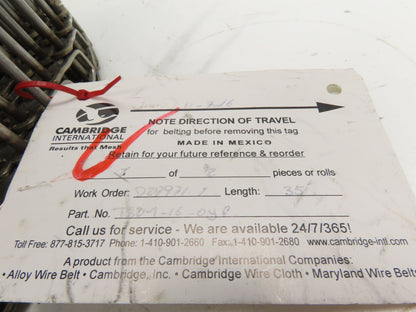 NOTE DIRECTION OF TRAVEL
for belting before removing this tag
MADE IN MEXICO
CAMBRIDGE
INTERNATIONAL
Results that Mesh
Retain for your future reference & reorder
of 2 pieces or rolls
Work Order: Length: 35
Part No.
Call us for service - We are available 24/7/365!
Toll Free: 877-815-3717 Phone: 1-410-901-2660 Fax: 1-410-901-2680 www.cambridge-intl.com
A product from the Cambridge International Companies:
• Alloy Wire Belt • Cambridge, Inc. • Cambridge Wire Cloth • Maryland Wire Belts